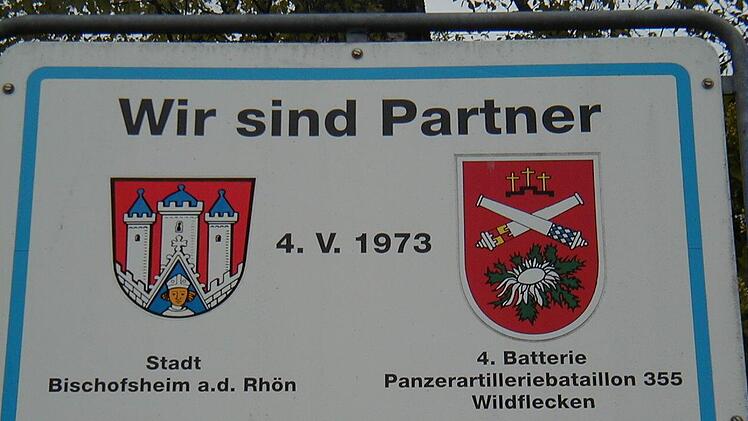 Wir sind Partner
4. V. 1973
Stadt
Bischofsheim a.d. Rhön
4. Batterie
Panzerartilleriebataillon 355
Wildflecken